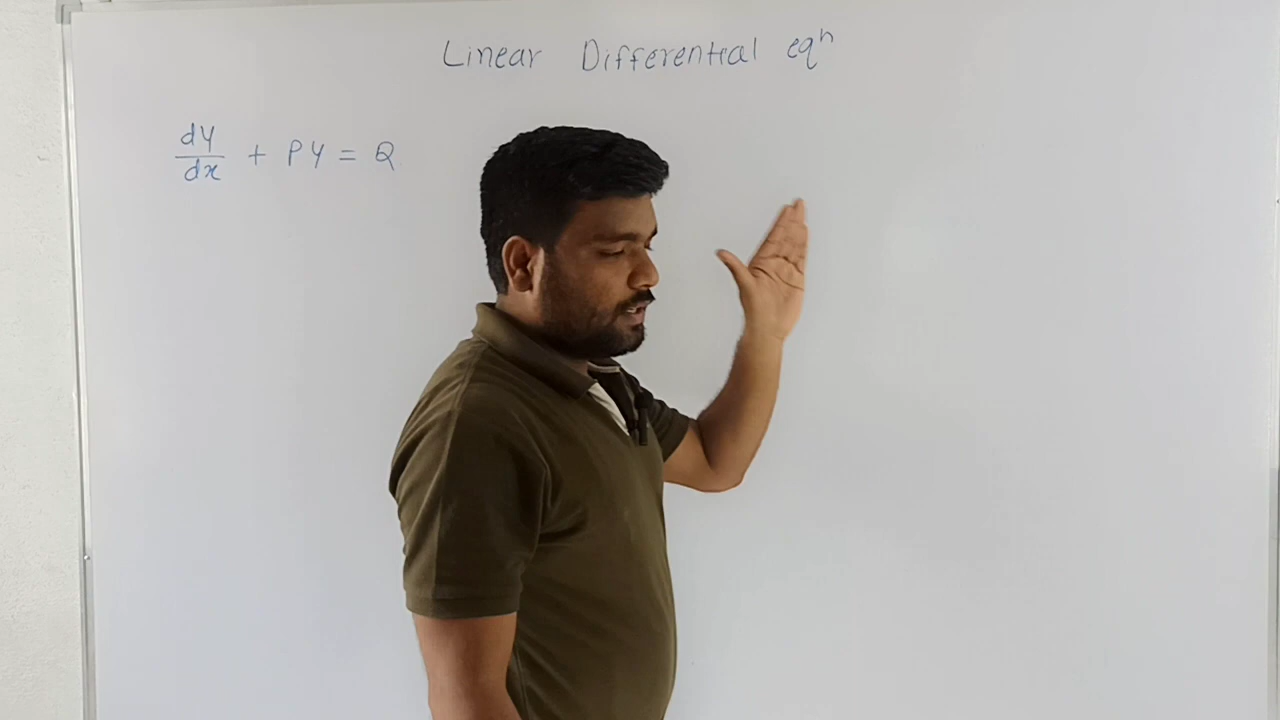 Linear Differential eqⁿ
dy/dx + Py = Q